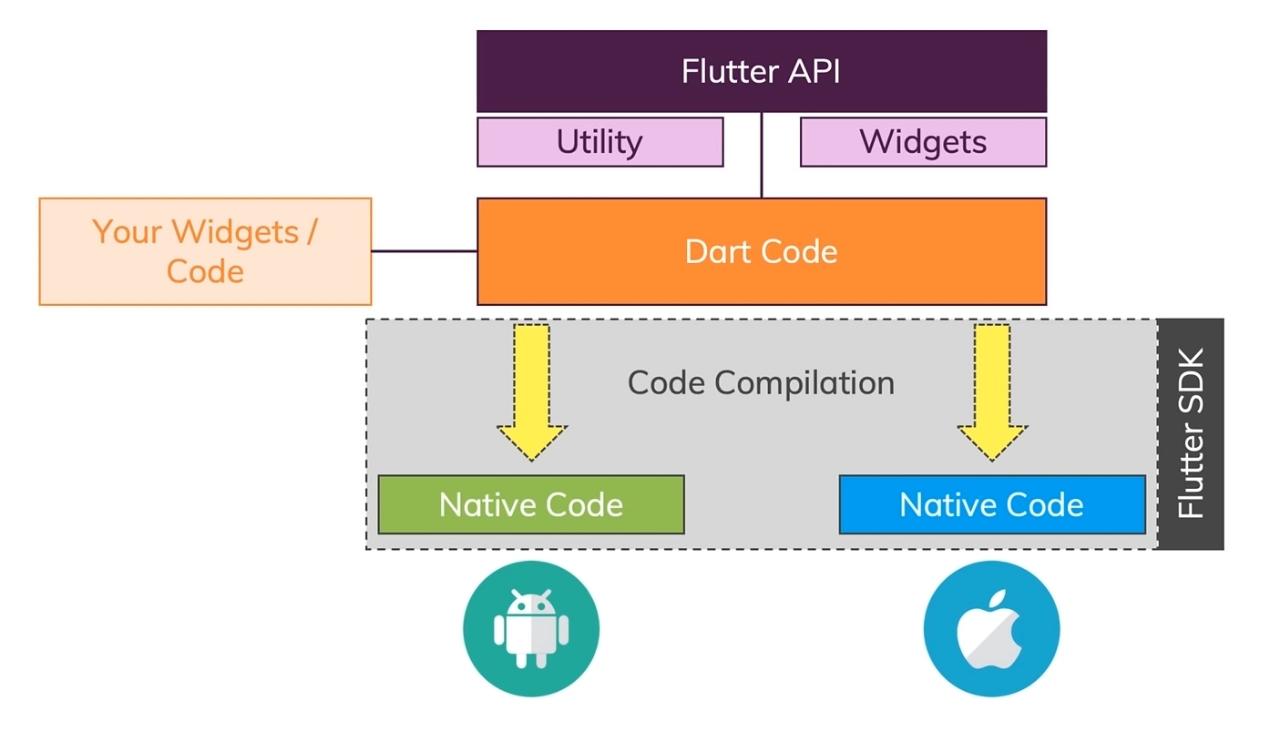 Flutter API
Utility
Widgets
Your Widgets /
Code
Dart Code
Code Compilation
Flutter SDK
Native Code
Native Code